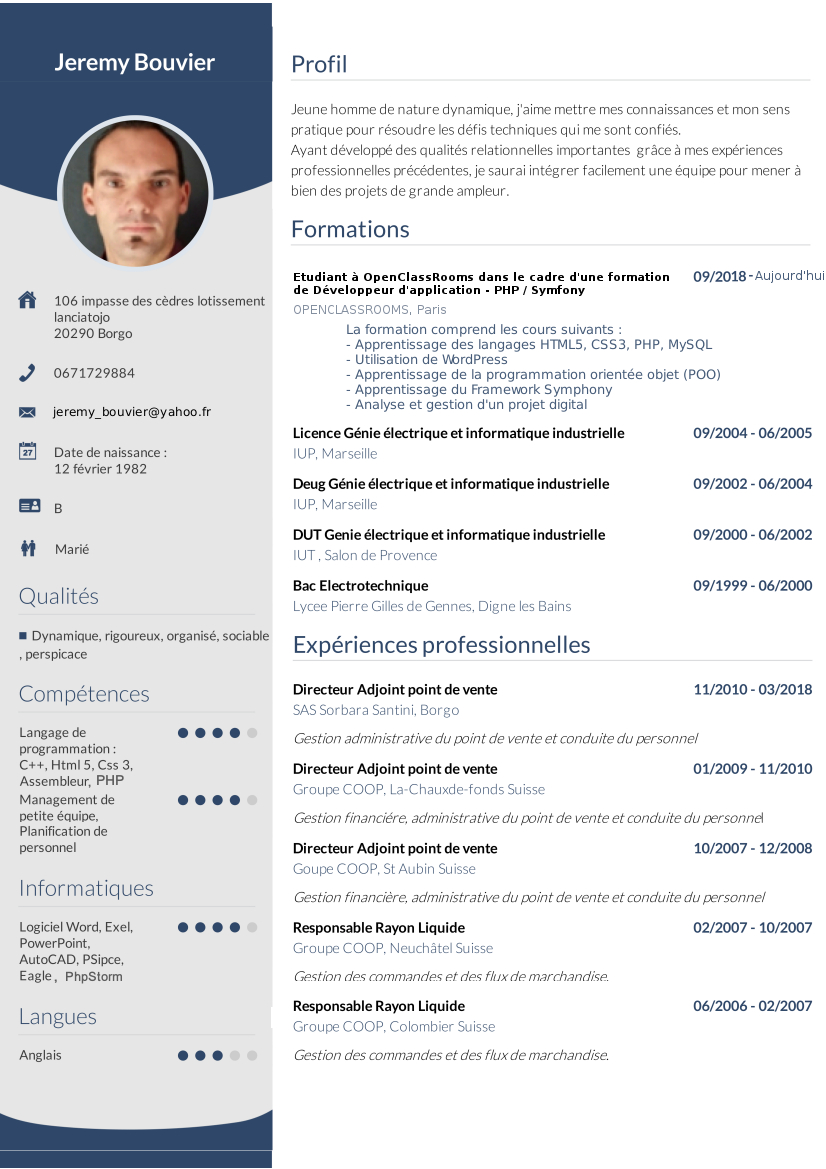 Jeremy Bouvier
106 impasse des cèdres lotissement
lanciatojo
20290 Borgo
0671729884
jeremy_bouvier@yahoo.fr
27
Date de naissance :
12 février 1982
B
Marié
Qualités
Dynamique, rigoureux, organisé, sociable
, perspicace
Compétences
Langage de
programmation :
C++, Html 5, Css 3,
Assembleur, PHP
Management de
petite équipe,
Planification de
personnel
Informatiques
Logiciel Word, Exel,
PowerPoint,
AutoCAD, PSipce,
Eagle , PhpStorm
Langues
Anglais
Profil
Jeune homme de nature dynamique, j'aime mettre mes connaissances et mon sens
pratique pour résoudre les défis techniques qui me sont confiés.
Ayant développé des qualités relationnelles importantes grâce à mes expériences
professionnelles précédentes, je saurai intégrer facilement une équipe pour mener à
bien des projets de grande ampleur.
Formations
Etudiant à OpenClassRooms dans le cadre d'une formation 09/2018 - Aujourd'hui
de Développeur d'application - PHP / Symfony
OPENCLASSROOMS, Paris
La formation comprend les cours suivants :
- Apprentissage des langages HTML5, CSS3, PHP, MySQL
- Utilisation de WordPress
- Apprentissage de la programmation orientée objet (POO)
- Apprentissage du Framework Symphony
- Analyse et gestion d'un projet digital
Licence Génie électrique et informatique industrielle 09/2004 - 06/2005
IUP, Marseille
Deug Génie électrique et informatique industrielle 09/2002 - 06/2004
IUP, Marseille
DUT Genie électrique et informatique industrielle 09/2000 - 06/2002
IUT , Salon de Provence
Bac Electrotechnique 09/1999 - 06/2000
Lycee Pierre Gilles de Gennes, Digne les Bains
Expériences professionnelles
Directeur Adjoint point de vente 11/2010 - 03/2018
SAS Sorbara Santini, Borgo
Gestion administrative du point de vente et conduite du personnel
Directeur Adjoint point de vente 01/2009 - 11/2010
Groupe COOP, La-Chauxde-fonds Suisse
Gestion financiére, administrative du point de vente et conduite du personnel
Directeur Adjoint point de vente 10/2007 - 12/2008
Goupe COOP, St Aubin Suisse
Gestion financière, administrative du point de vente et conduite du personnel
Responsable Rayon Liquide 02/2007 - 10/2007
Groupe COOP, Neuchâtel Suisse
Gestion des commandes et des flux de marchandise.
Responsable Rayon Liquide 06/2006 - 02/2007
Groupe COOP, Colombier Suisse
Gestion des commandes et des flux de marchandise.